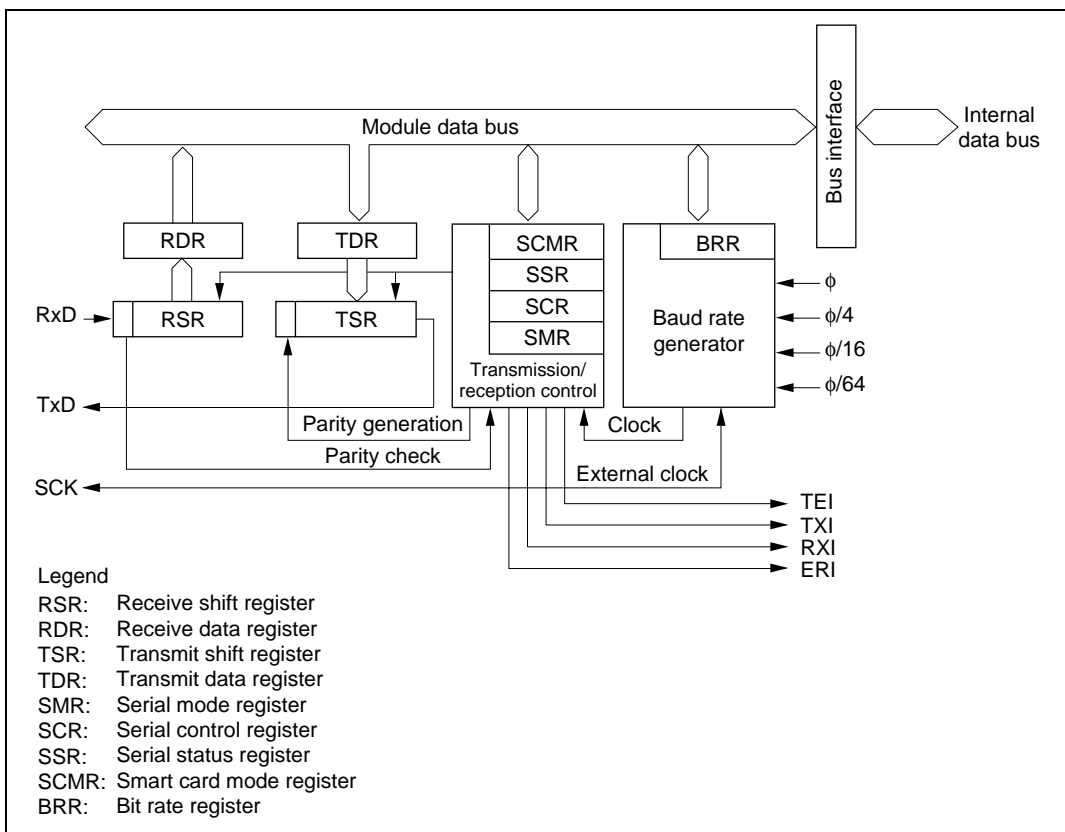 Bus interface
Internal
data bus
Module data bus
RDR
TDR
SCMR
BRR
SSR
SCR
SMR
Transmission/
reception control
Baud rate
generator
φ
φ/4
φ/16
φ/64
RxD
RSR
TSR
TxD
Parity generation
Clock
Parity check
External clock
SCK
TEI
TXI
RXI
ERI
Legend
RSR: Receive shift register
RDR: Receive data register
TSR: Transmit shift register
TDR: Transmit data register
SMR: Serial mode register
SCR: Serial control register
SSR: Serial status register
SCMR: Smart card mode register
BRR: Bit rate register